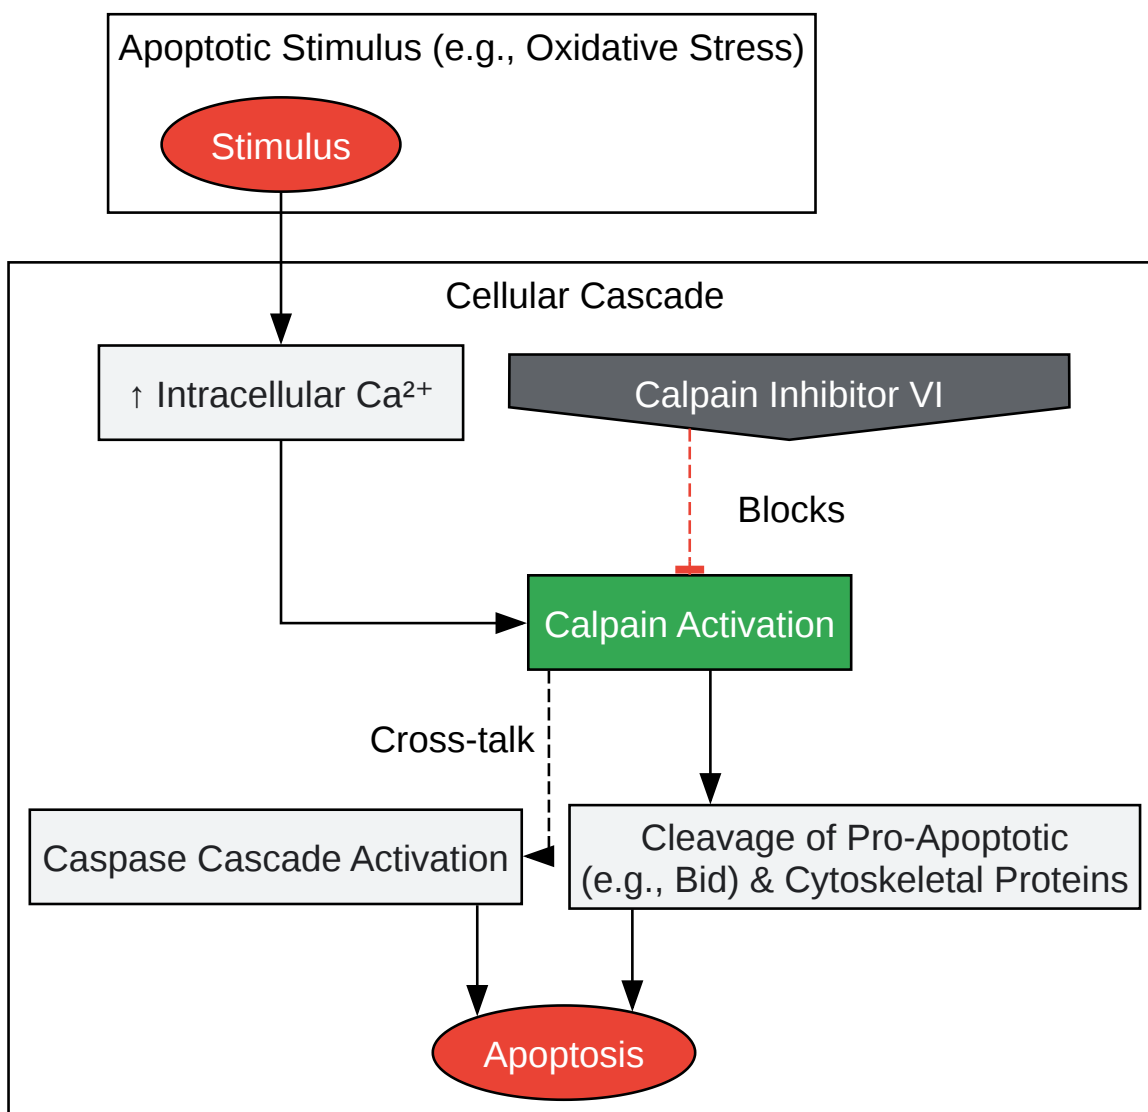 Apoptotic Stimulus (e.g., Oxidative Stress)
Stimulus
Cellular Cascade
↑ Intracellular Ca²⁺
Calpain Inhibitor VI
Blocks
Calpain Activation
Cross-talk
Caspase Cascade Activation
Cleavage of Pro-Apoptotic
(e.g., Bid) & Cytoskeletal Proteins
Apoptosis